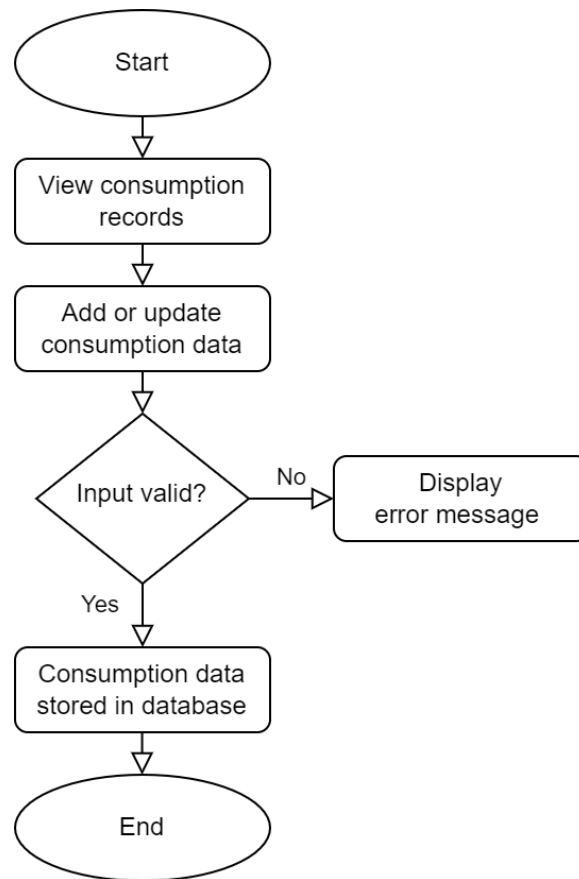 Start
View consumption
records
Add or update
consumption data
Input valid?
No
Display
error message
Yes
Consumption data
stored in database
End